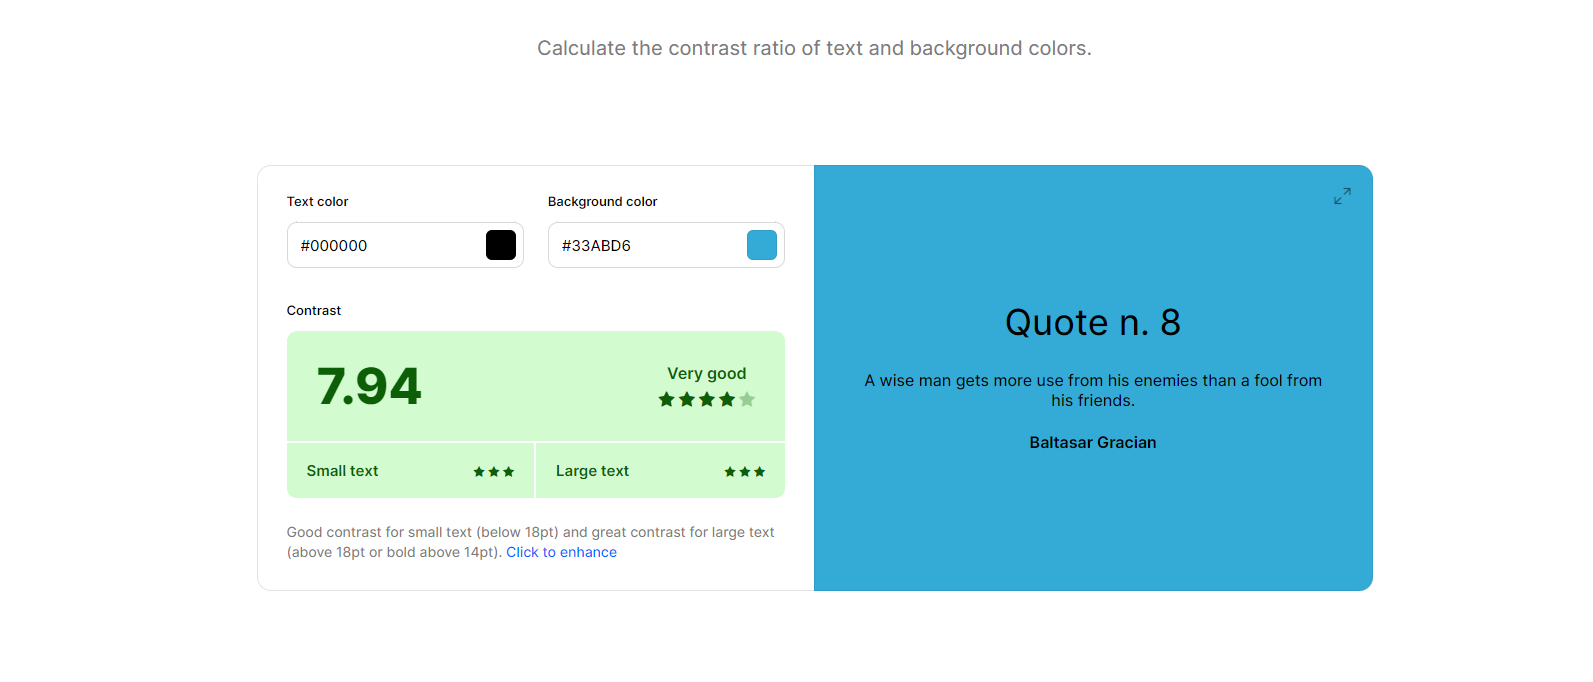 Calculate the contrast ratio of text and background colors.
Text color
Background color
#000000
#33ABD6
Contrast
7.94
Very good
Small text
Large text
Good contrast for small text (below 18pt) and great contrast for large text
(above 18pt or bold above 14pt). Click to enhance
Quote n. 8
A wise man gets more use from his enemies than a fool from
his friends.
Baltasar Gracian